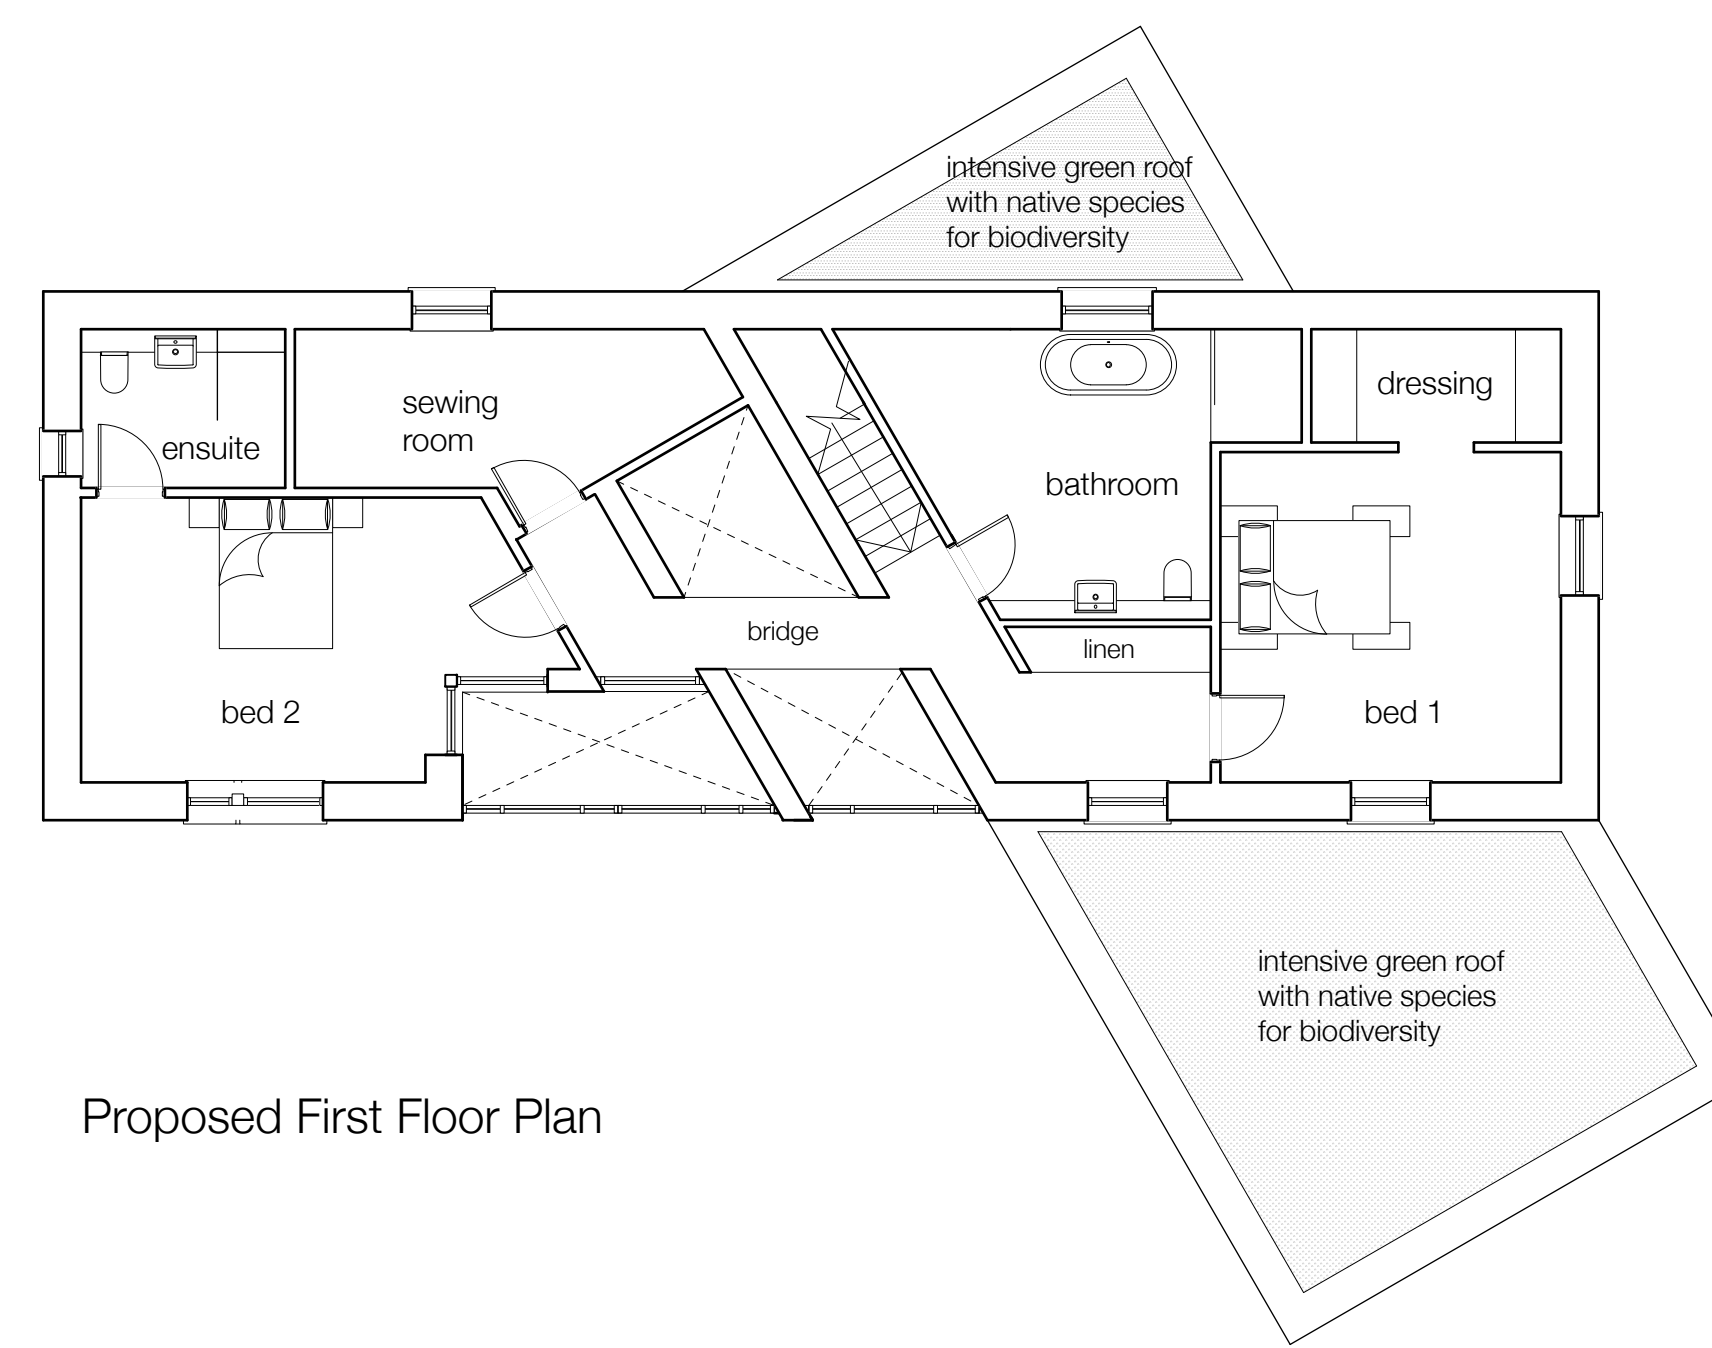 intensive green roof
with native species
for biodiversity
sewing
room
ensuite
dressing
bathroom
bridge
linen
bed 2
bed 1
intensive green roof
with native species
for biodiversity
Proposed First Floor Plan